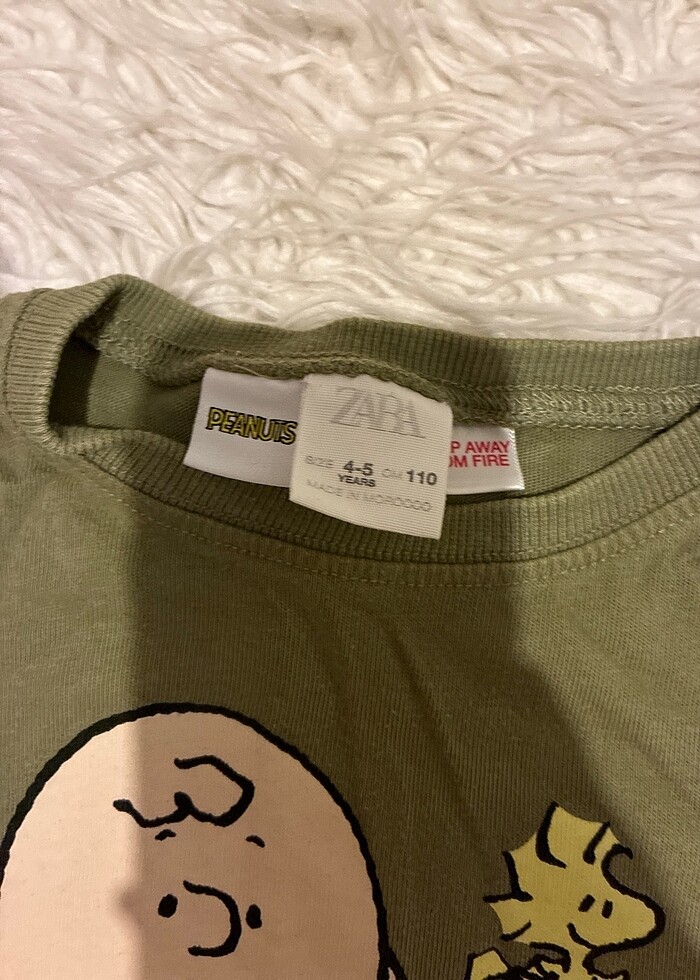 PEANUTS
ZARA
SIZE 4-5 CM 110
YEARS
MADE IN MOROCCO
P AWAY
OM FIRE